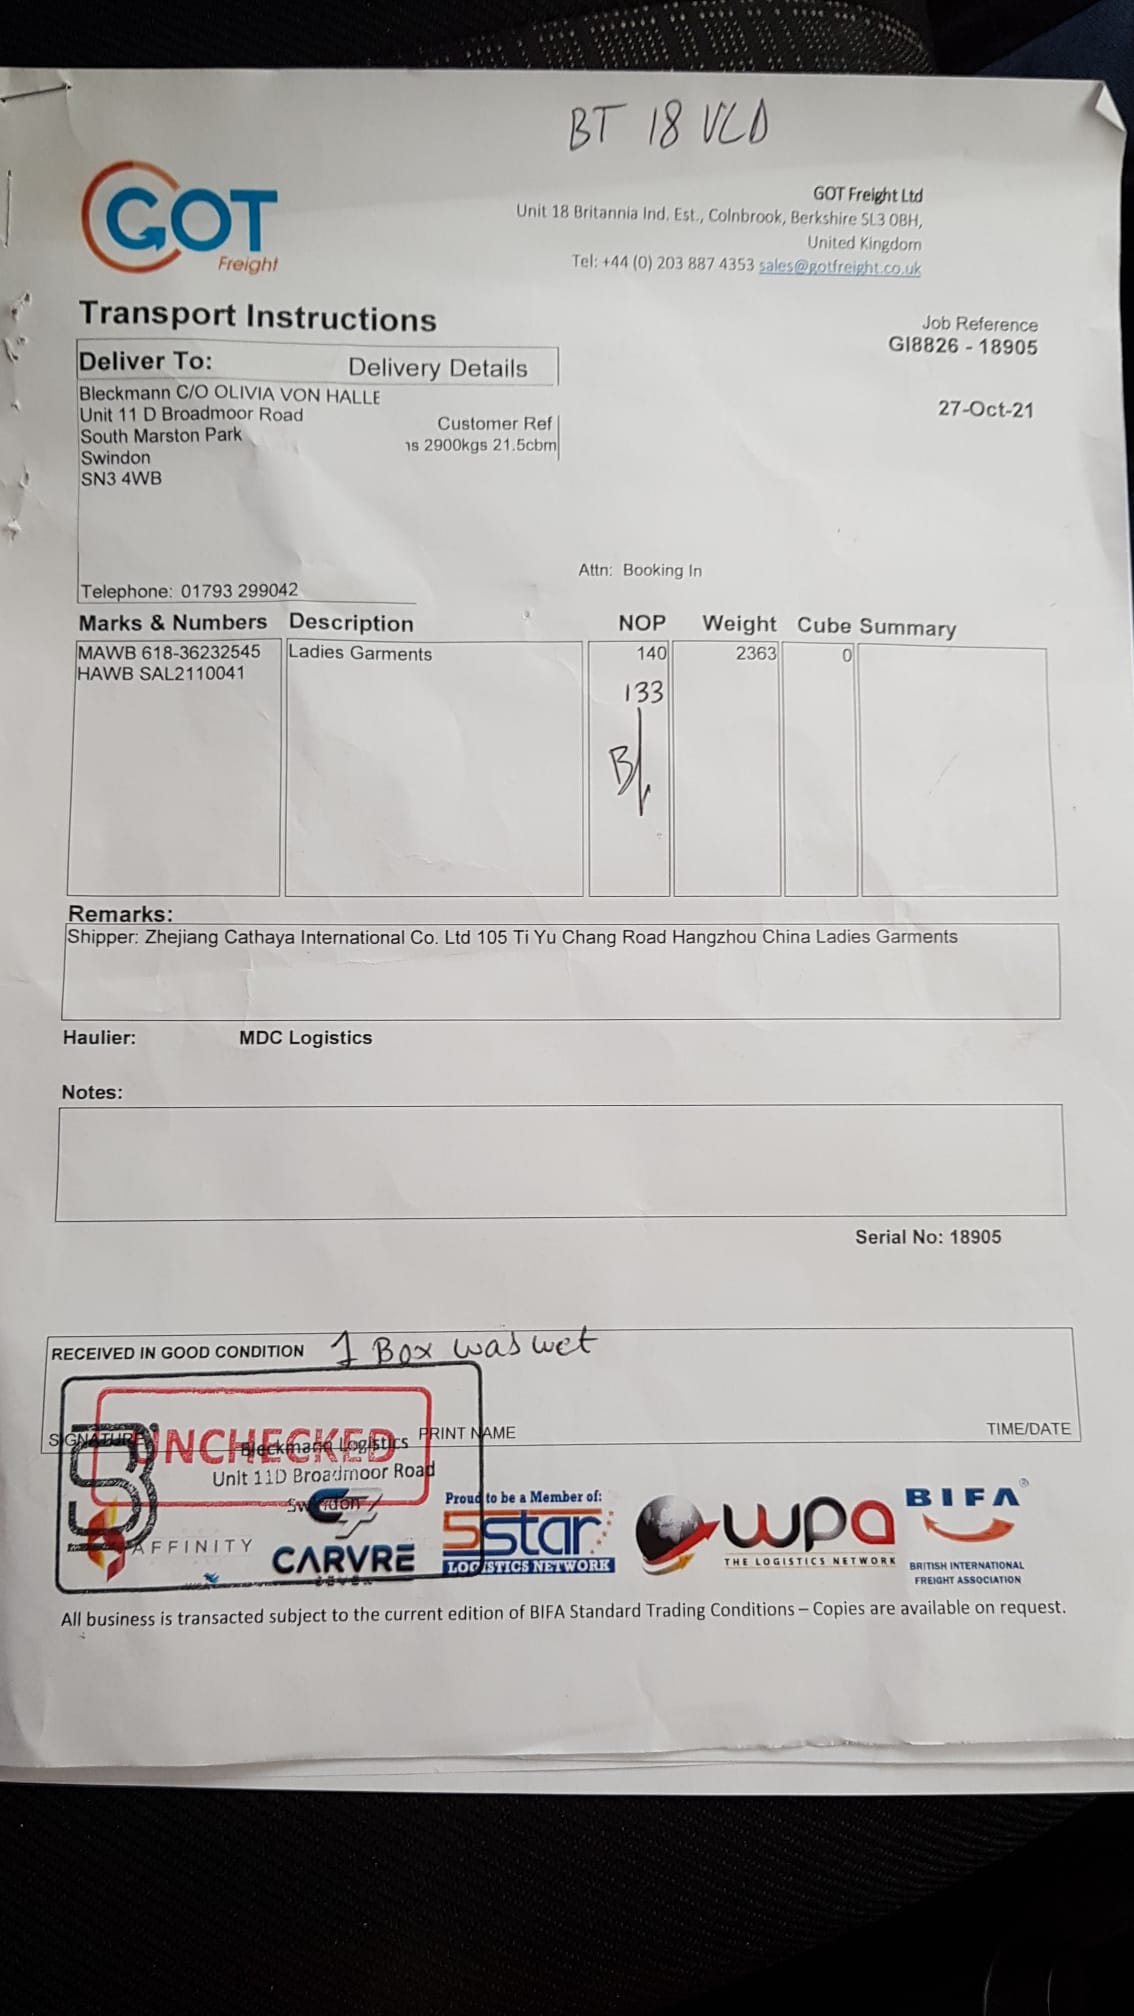 BT 18 VLD
GOT
Freight
GOT Freight Ltd
Unit 18 Britannia Ind. Est., Colnbrook, Berkshire SL3 0BH,
United Kingdom
Tel: +44 (0) 203 887 4353 sales@gotfreight.co.uk
Transport Instructions
Job Reference
GI8826 - 18905
27-Oct-21
Deliver To:
Delivery Details
Bleckmann C/O OLIVIA VON HALLE
Unit 11 D Broadmoor Road
South Marston Park
Swindon
SN3 4WB
Customer Ref
ns 2900kgs 21.5cbm
Attn: Booking In
Telephone: 01793 299042
Marks & Numbers Description NOP Weight Cube Summary
MAWB 618-36232545 Ladies Garments 140 2363 0
HAWB SAL2110041
133
Remarks:
Shipper: Zhejiang Cathaya International Co. Ltd 105 Ti Yu Chang Road Hangzhou China Ladies Garments
Haulier: MDC Logistics
Notes:
Serial No: 18905
RECEIVED IN GOOD CONDITION 1 Box was wet
SIGNATURE PRINT NAME TIME/DATE
UNCHECKED
Bleckmann Logistics
Unit 11D Broadmoor Road
Swindon
AFFINITY
CARVRE
Proud to be a Member of:
5star
LOGISTICS NETWORK
wpa
THE LOGISTICS NETWORK
BIFA®
BRITISH INTERNATIONAL
FREIGHT ASSOCIATION
All business is transacted subject to the current edition of BIFA Standard Trading Conditions – Copies are available on request.